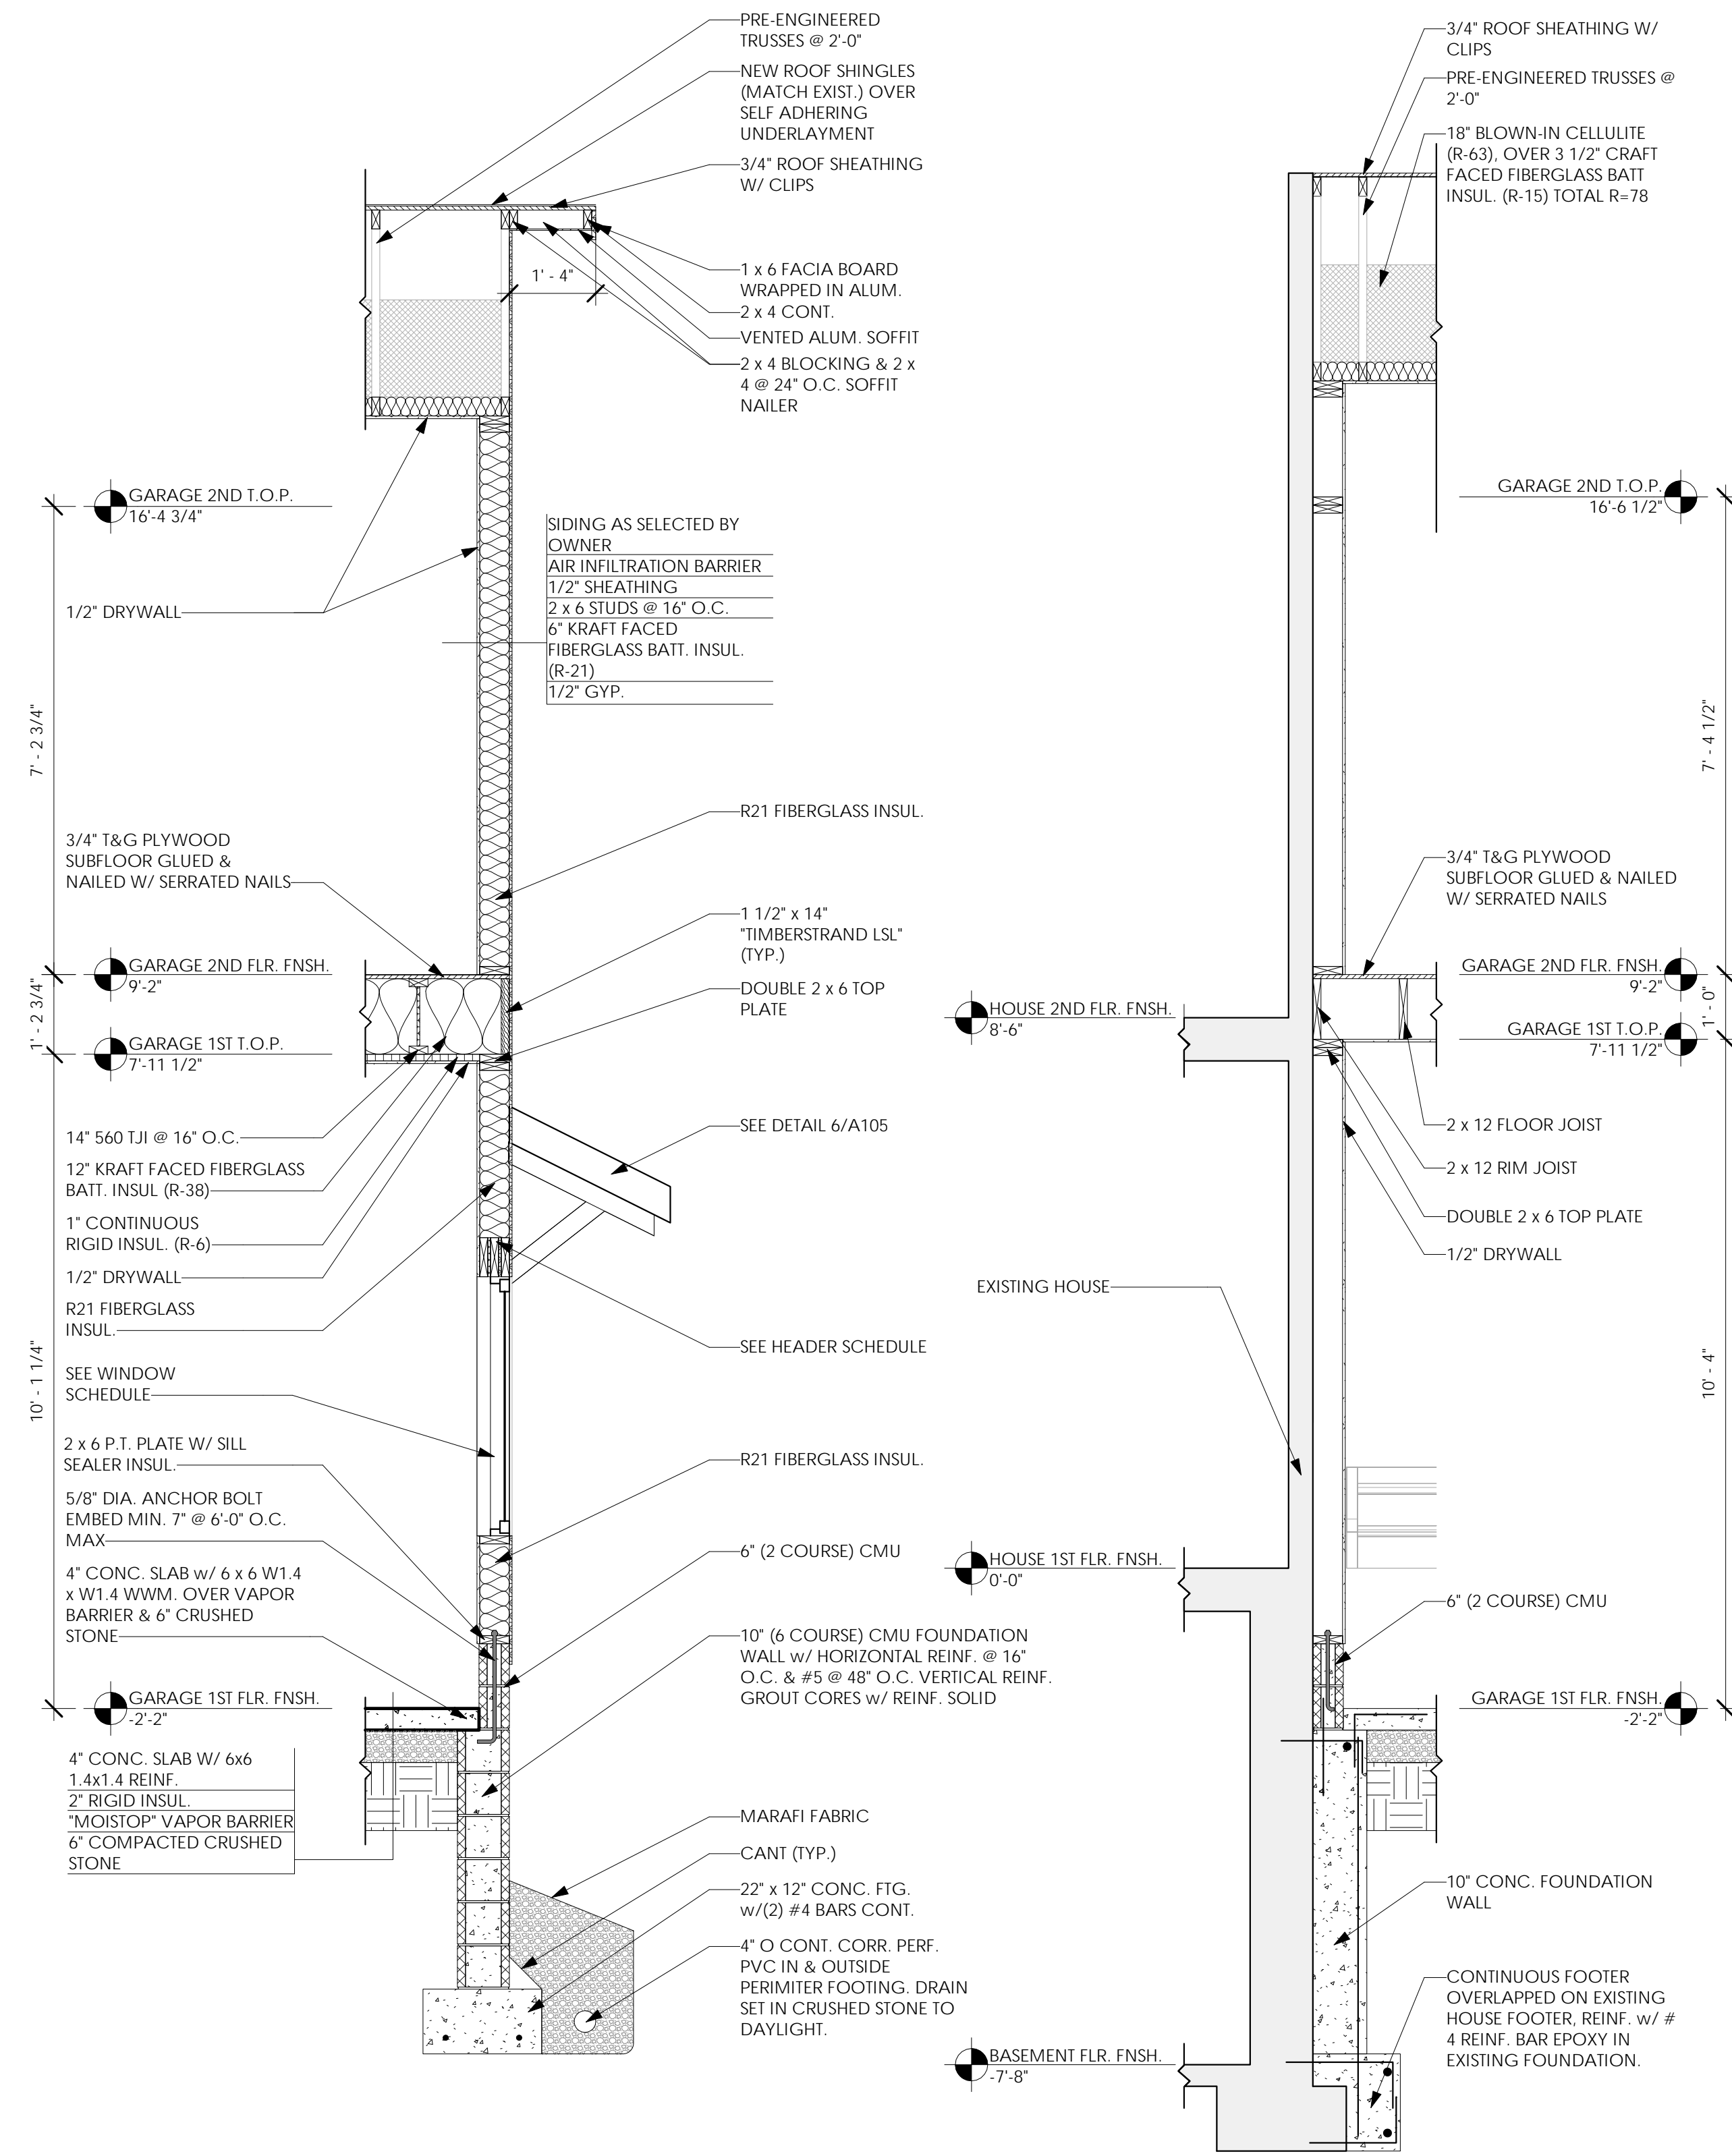 PRE-ENGINEERED
TRUSSES @ 2'-0"
NEW ROOF SHINGLES
(MATCH EXIST.) OVER
SELF ADHERING
UNDERLAYMENT
3/4" ROOF SHEATHING
W/ CLIPS
1' - 4"
1 x 6 FACIA BOARD
WRAPPED IN ALUM.
2 x 4 CONT.
VENTED ALUM. SOFFIT
2 x 4 BLOCKING & 2 x
4 @ 24" O.C. SOFFIT
NAILER
GARAGE 2ND T.O.P.
16'-4 3/4"
SIDING AS SELECTED BY
OWNER
AIR INFILTRATION BARRIER
1/2" SHEATHING
2 x 6 STUDS @ 16" O.C.
6" KRAFT FACED
FIBERGLASS BATT. INSUL.
(R-21)
1/2" GYP.
1/2" DRYWALL
7' - 2 3/4"
R21 FIBERGLASS INSUL.
3/4" T&G PLYWOOD
SUBFLOOR GLUED &
NAILED W/ SERRATED NAILS
1 1/2" x 14"
"TIMBERSTRAND LSL"
(TYP.)
GARAGE 2ND FLR. FNSH.
9'-2"
DOUBLE 2 x 6 TOP
PLATE
1' - 2 3/4"
GARAGE 1ST T.O.P.
7'-11 1/2"
14" 560 TJI @ 16" O.C.
SEE DETAIL 6/A105
12" KRAFT FACED FIBERGLASS
BATT. INSUL (R-38)
1" CONTINUOUS
RIGID INSUL. (R-6)
1/2" DRYWALL
R21 FIBERGLASS
INSUL.
SEE HEADER SCHEDULE
10' - 1 1/4"
SEE WINDOW
SCHEDULE
2 x 6 P.T. PLATE W/ SILL
SEALER INSUL.
R21 FIBERGLASS INSUL.
5/8" DIA. ANCHOR BOLT
EMBED MIN. 7" @ 6'-0" O.C.
MAX
6" (2 COURSE) CMU
4" CONC. SLAB w/ 6 x 6 W1.4
x W1.4 WWM. OVER VAPOR
BARRIER & 6" CRUSHED
STONE
10" (6 COURSE) CMU FOUNDATION
WALL w/ HORIZONTAL REINF. @ 16"
O.C. & #5 @ 48" O.C. VERTICAL REINF.
GROUT CORES w/ REINF. SOLID
GARAGE 1ST FLR. FNSH.
-2'-2"
4" CONC. SLAB W/ 6x6
1.4x1.4 REINF.
2" RIGID INSUL.
"MOISTOP" VAPOR BARRIER
6" COMPACTED CRUSHED
STONE
MARAFI FABRIC
CANT (TYP.)
22" x 12" CONC. FTG.
w/(2) #4 BARS CONT.
4" O CONT. CORR. PERF.
PVC IN & OUTSIDE
PERIMITER FOOTING. DRAIN
SET IN CRUSHED STONE TO
DAYLIGHT.
3/4" ROOF SHEATHING W/
CLIPS
PRE-ENGINEERED TRUSSES @
2'-0"
18" BLOWN-IN CELLULITE
(R-63), OVER 3 1/2" CRAFT
FACED FIBERGLASS BATT
INSUL. (R-15) TOTAL R=78
GARAGE 2ND T.O.P.
16'-6 1/2"
7' - 4 1/2"
3/4" T&G PLYWOOD
SUBFLOOR GLUED & NAILED
W/ SERRATED NAILS
GARAGE 2ND FLR. FNSH.
9'-2"
HOUSE 2ND FLR. FNSH.
8'-6"
1' - 0"
GARAGE 1ST T.O.P.
7'-11 1/2"
2 x 12 FLOOR JOIST
2 x 12 RIM JOIST
DOUBLE 2 x 6 TOP PLATE
1/2" DRYWALL
EXISTING HOUSE
10' - 4"
HOUSE 1ST FLR. FNSH.
0'-0"
6" (2 COURSE) CMU
GARAGE 1ST FLR. FNSH.
-2'-2"
10" CONC. FOUNDATION
WALL
CONTINUOUS FOOTER
OVERLAPPED ON EXISTING
HOUSE FOOTER, REINF. w/ #
4 REINF. BAR EPOXY IN
EXISTING FOUNDATION.
BASEMENT FLR. FNSH.
-7'-8"